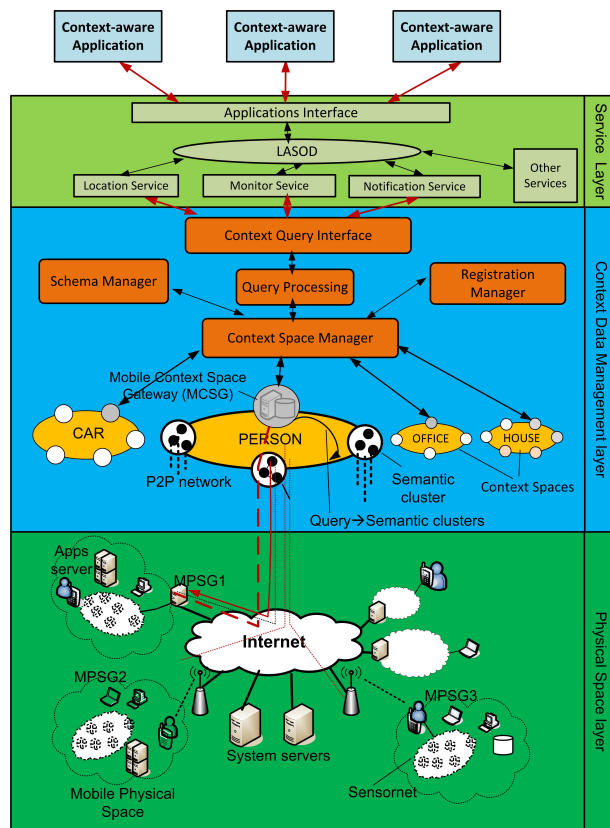 Context-aware
Application
Context-aware
Application
Context-aware
Application
Applications Interface
LASOD
Location Service
Monitor Sevice
Notification Service
Other
Services
Service Layer
Context Query Interface
Schema Manager
Query Processing
Registration
Manager
Context Space Manager
Mobile Context Space
Gateway (MCSG)
CAR
PERSON
OFFICE
HOUSE
P2P network
Semantic
cluster
Context Spaces
Query→Semantic clusters
Context Data Management layer
Apps
server
MPSG1
Internet
MPSG2
MPSG3
System servers
Mobile Physical
Space
Sensornet
Physical Space layer